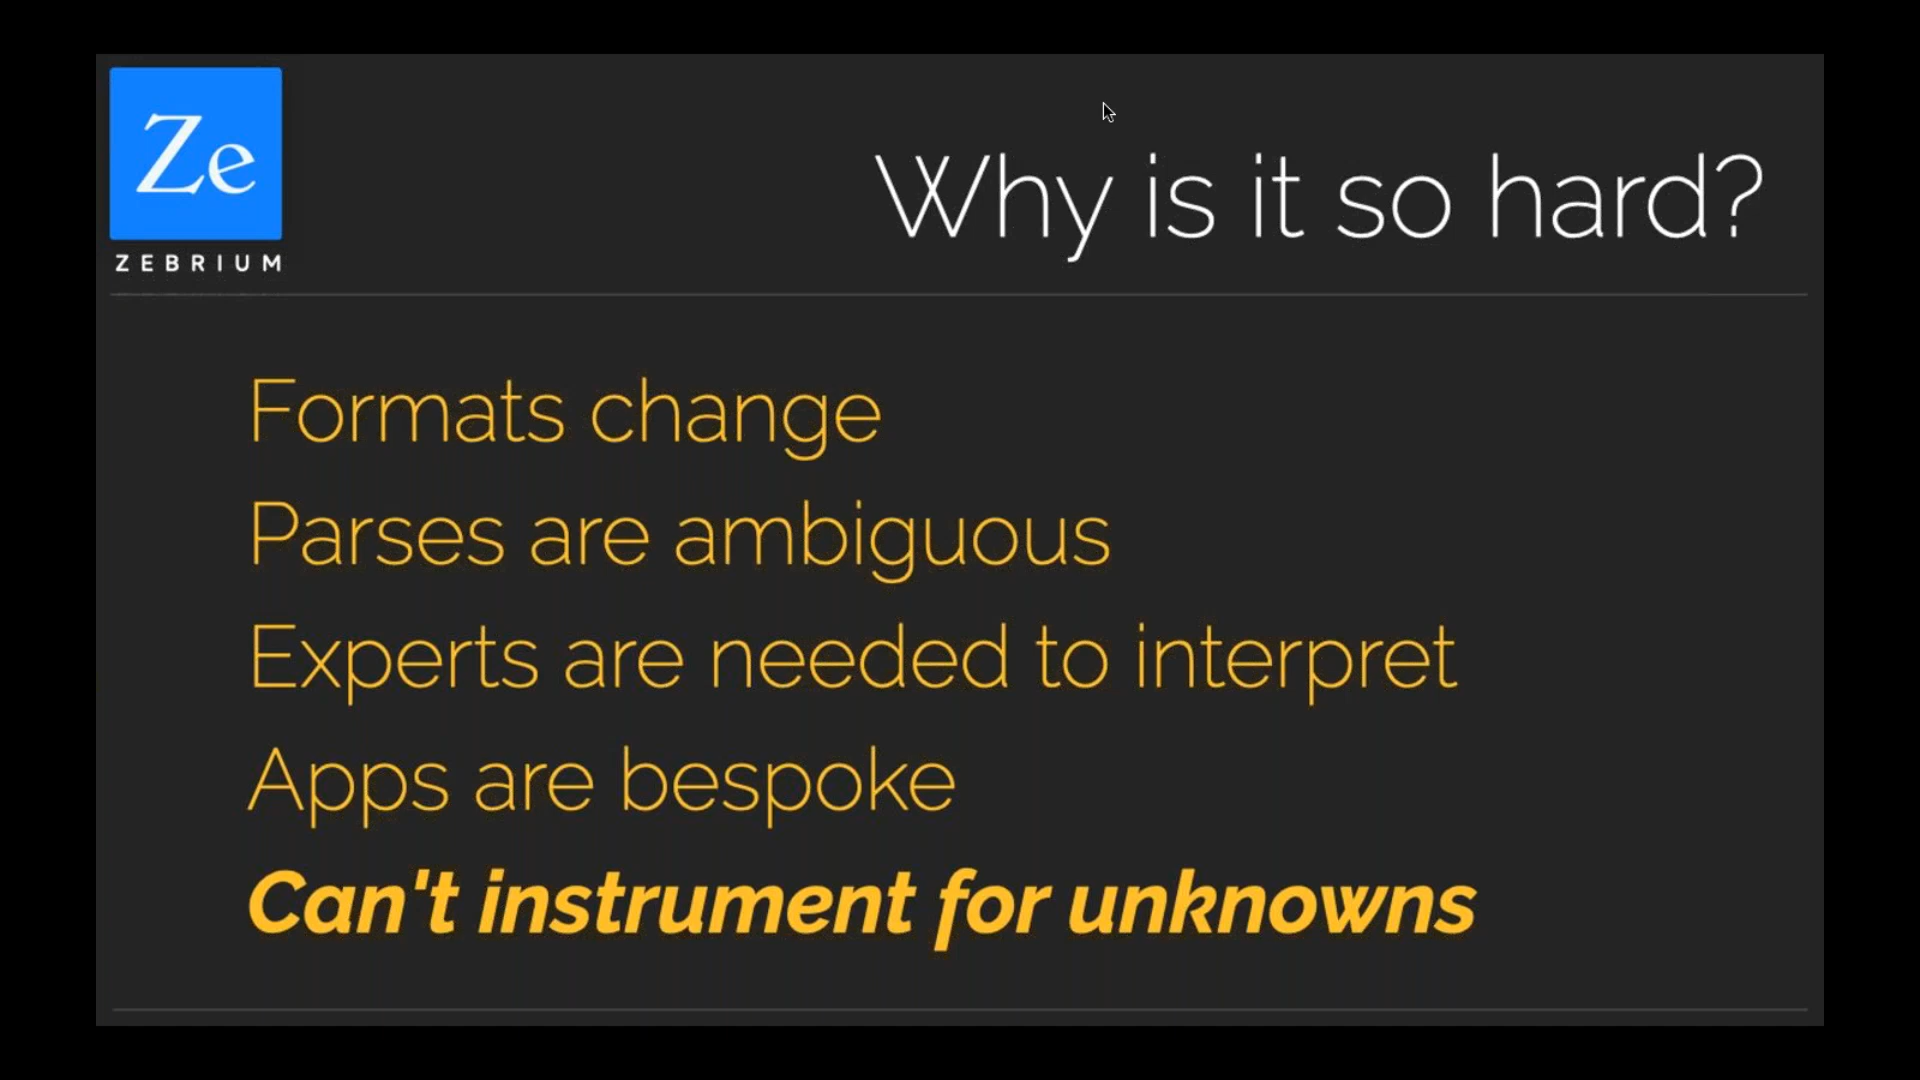 Ze
ZEBRIUM
Why is it so hard?
Formats change
Parses are ambiguous
Experts are needed to interpret
Apps are bespoke
Can't instrument for unknowns